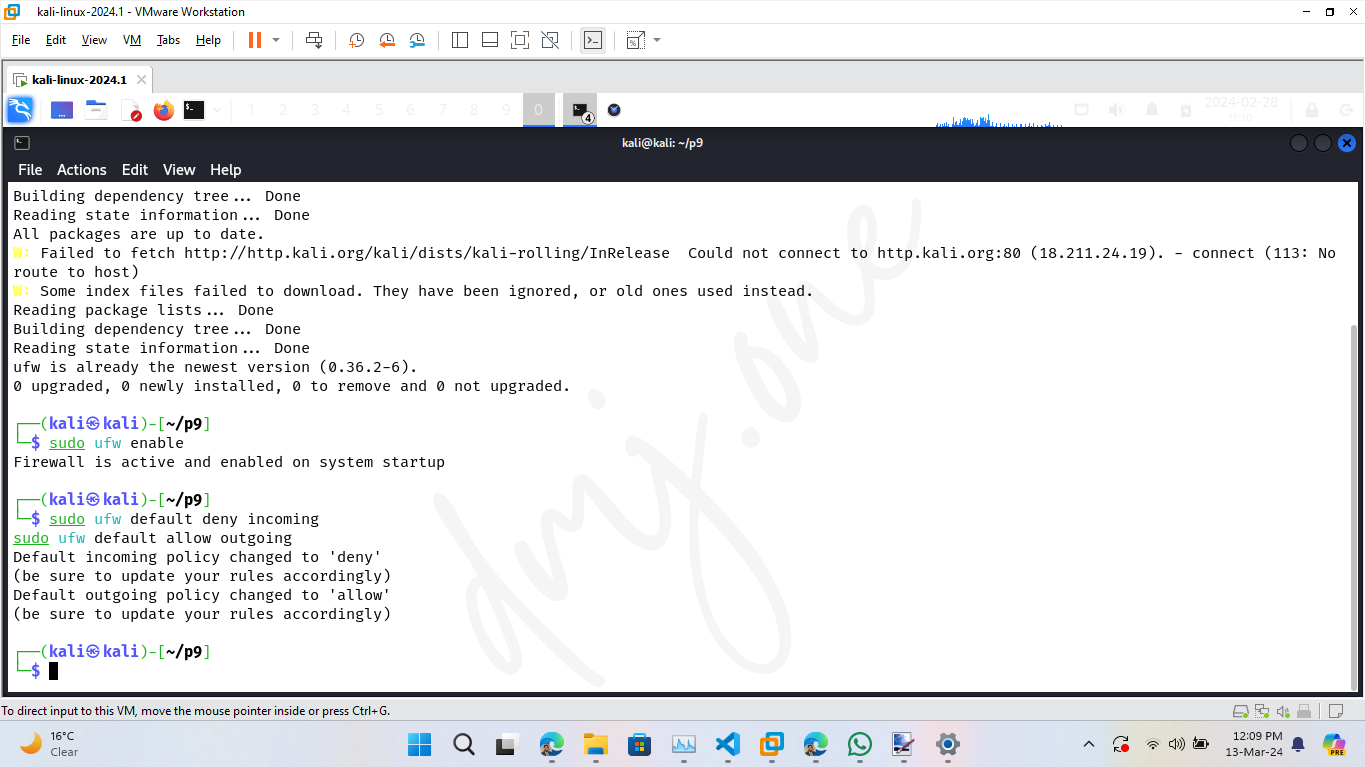 kali-linux-2024.1 - VMware Workstation
File Edit View VM Tabs Help
kali-linux-2024.1
1 2 3 4 5 6 7 8 9 0 4 2024-02-28
11:10
kali@kali: ~/p9
File Actions Edit View Help
Building dependency tree... Done
Reading state information... Done
All packages are up to date.
W: Failed to fetch http://http.kali.org/kali/dists/kali-rolling/InRelease  Could not connect to http.kali.org:80 (18.211.24.19). - connect (113: No
route to host)
W: Some index files failed to download. They have been ignored, or old ones used instead.
Reading package lists... Done
Building dependency tree... Done
Reading state information... Done
ufw is already the newest version (0.36.2-6).
0 upgraded, 0 newly installed, 0 to remove and 0 not upgraded.
┌──(kali㉿kali)-[~/p9]
└─$ sudo ufw enable
Firewall is active and enabled on system startup
┌──(kali㉿kali)-[~/p9]
└─$ sudo ufw default deny incoming
sudo ufw default allow outgoing
Default incoming policy changed to 'deny'
(be sure to update your rules accordingly)
Default outgoing policy changed to 'allow'
(be sure to update your rules accordingly)
┌──(kali㉿kali)-[~/p9]
└─$
dmj.one
To direct input to this VM, move the mouse pointer inside or press Ctrl+G.
16°C
Clear
12:09 PM
13-Mar-24
PRE